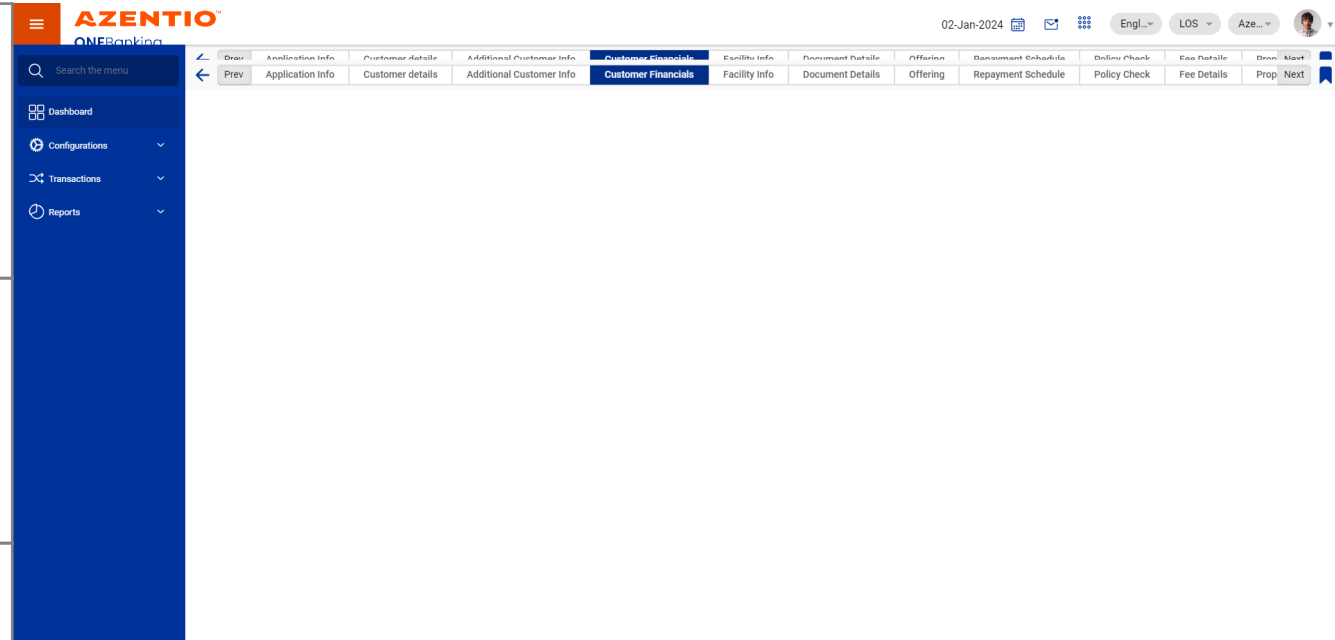 AZENTIO™
ONEBanking
02-Jan-2024 Engl... LOS Aze...
Search the menu
Dashboard
Configurations
Transactions
Reports
Prev Application Info Customer details Additional Customer Info Customer Financials Facility Info Document Details Offering Repayment Schedule Policy Check Fee Details Prop Next
Prev Application Info Customer details Additional Customer Info Customer Financials Facility Info Document Details Offering Repayment Schedule Policy Check Fee Details Prop Next